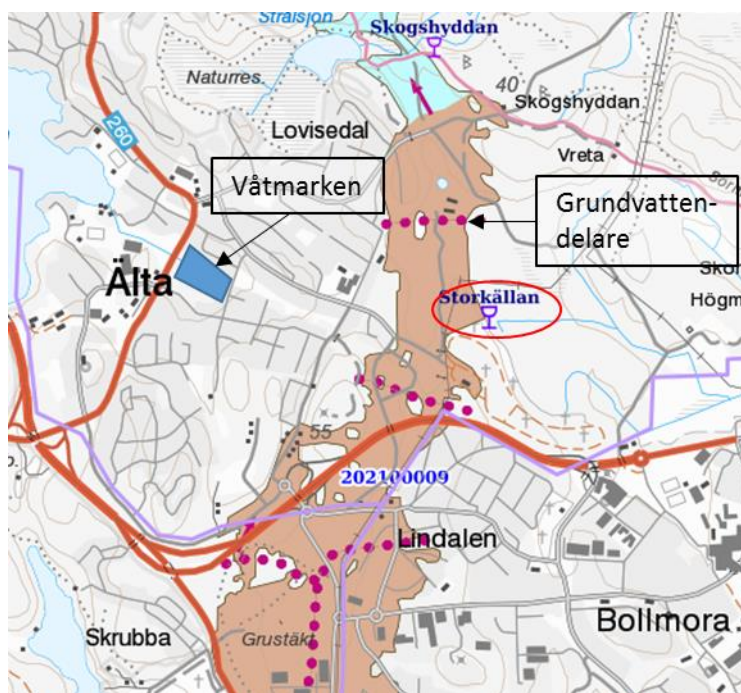 Strålsjön
Skogshyddan
Naturres.
40
Skogshyddan
Lovisedal
260
Vreta
Våtmarken
Grundvatten-
delare
Älta
Storkällan
Högm
55
202100009
Lindalen
Bollmora
Skrubba
Grustäkt